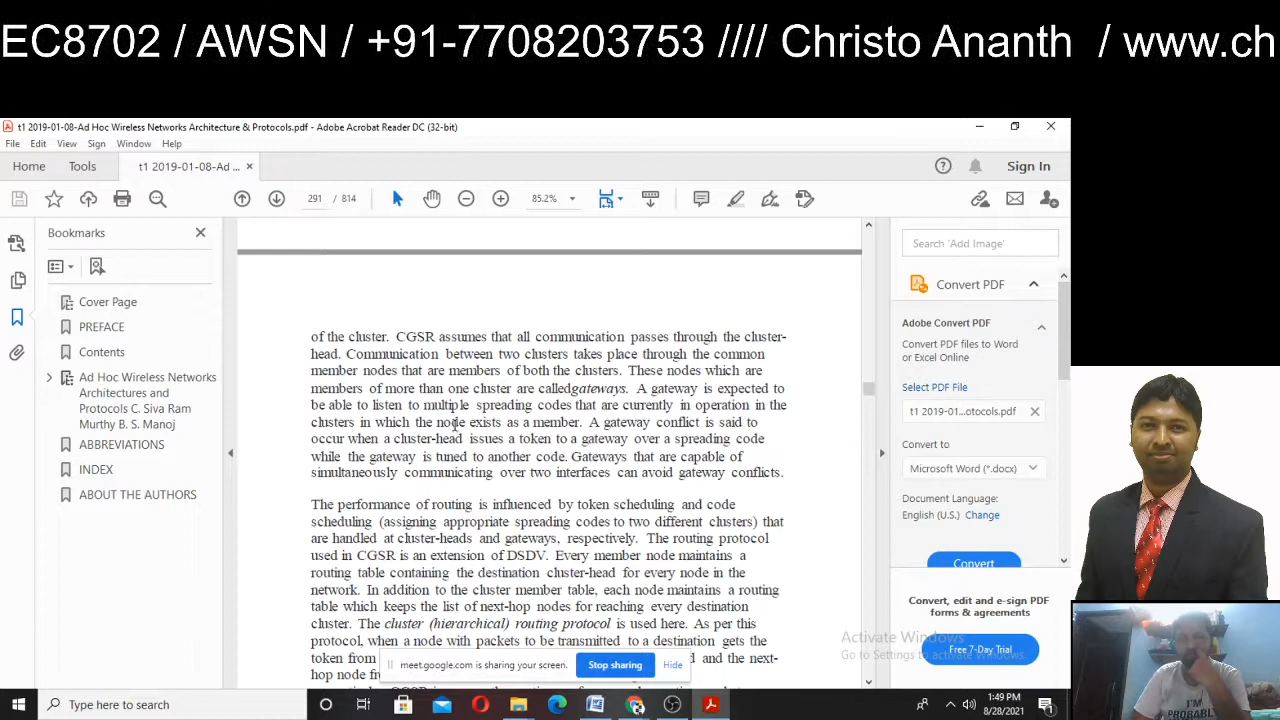 EC8702 / AWSN / +91-7708203753 //// Christo Ananth / www.ch
t1 2019-01-08-Ad Hoc Wireless Networks Architecture & Protocols.pdf - Adobe Acrobat Reader DC (32-bit)
File Edit View Sign Window Help
Home Tools t1 2019-01-08-Ad ... × Sign In
291 / 814 85.2%
Bookmarks
Cover Page
PREFACE
Contents
Ad Hoc Wireless Networks
Architectures and
Protocols C. Siva Ram
Murthy B. S. Manoj
ABBREVIATIONS
INDEX
ABOUT THE AUTHORS
of the cluster. CGSR assumes that all communication passes through the cluster-
head. Communication between two clusters takes place through the common
member nodes that are members of both the clusters. These nodes which are
members of more than one cluster are calledgateways. A gateway is expected to
be able to listen to multiple spreading codes that are currently in operation in the
clusters in which the node exists as a member. A gateway conflict is said to
occur when a cluster-head issues a token to a gateway over a spreading code
while the gateway is tuned to another code. Gateways that are capable of
simultaneously communicating over two interfaces can avoid gateway conflicts.
The performance of routing is influenced by token scheduling and code
scheduling (assigning appropriate spreading codes to two different clusters) that
are handled at cluster-heads and gateways, respectively. The routing protocol
used in CGSR is an extension of DSDV. Every member node maintains a
routing table containing the destination cluster-head for every node in the
network. In addition to the cluster member table, each node maintains a routing
table which keeps the list of next-hop nodes for reaching every destination
cluster. The cluster (hierarchical) routing protocol is used here. As per this
protocol, when a node with packets to be transmitted to a destination gets the
token from d and the next-
hop node fr
meet.google.com is sharing your screen. Stop sharing Hide
Search 'Add Image'
Convert PDF
Adobe Convert PDF
Convert PDF files to Word
or Excel Online
Select PDF File
t1 2019-01...otocols.pdf ×
Convert to
Microsoft Word (*.docx)
Document Language:
English (U.S.) Change
Convert
Convert, edit and e-sign PDF
forms & agreements
Free 7-Day Trial
Activate Windows
Go to Settings to activate Windows.
I'M
PROBABLY
Type here to search
1:49 PM
8/28/2021